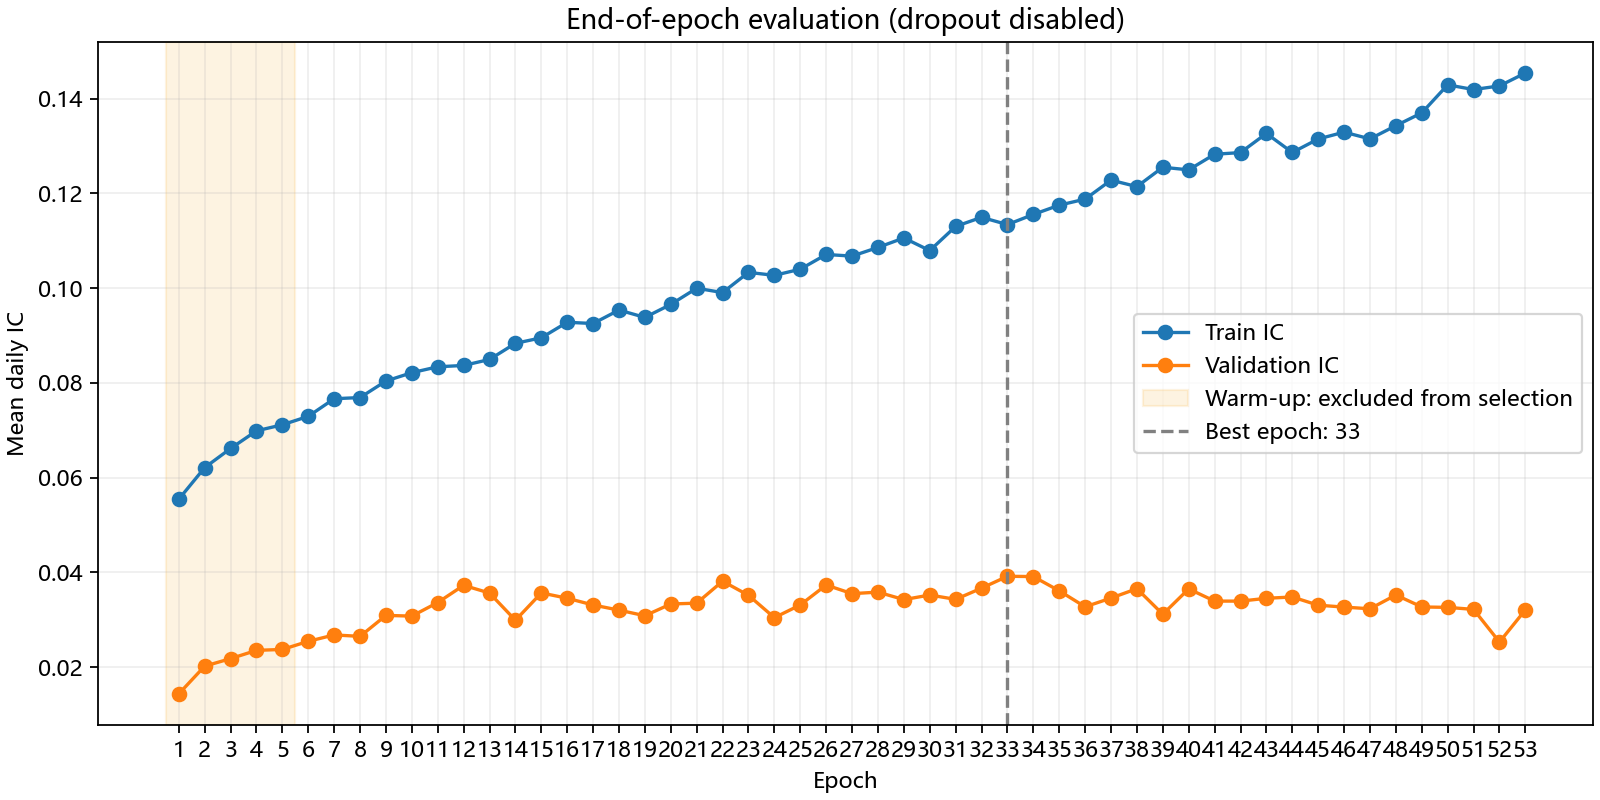 End-of-epoch evaluation (dropout disabled)
Mean daily IC
0.14
0.12
0.10
0.08
0.06
0.04
0.02
Train IC
Validation IC
Warm-up: excluded from selection
Best epoch: 33
1 2 3 4 5 6 7 8 9 10 11 12 13 14 15 16 17 18 19 20 21 22 23 24 25 26 27 28 29 30 31 32 33 34 35 36 37 38 39 40 41 42 43 44 45 46 47 48 49 50 51 52 53
Epoch